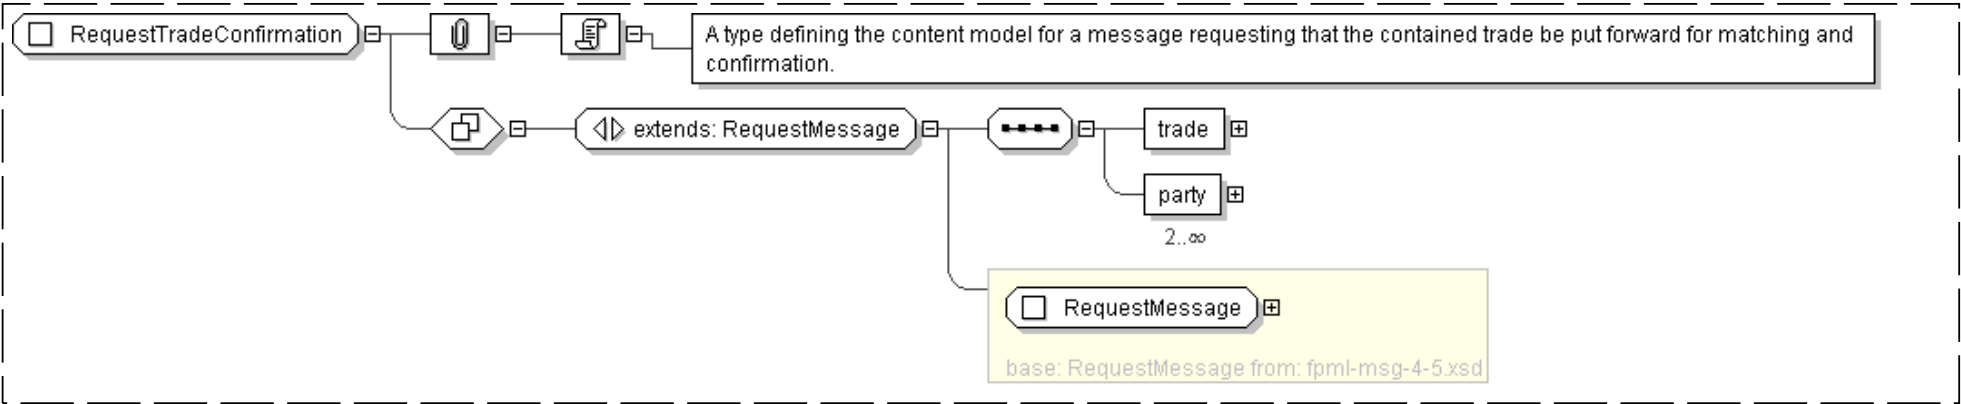 RequestTradeConfirmation
A type defining the content model for a message requesting that the contained trade be put forward for matching and
confirmation.
extends: RequestMessage
trade
party
2..∞
RequestMessage
base: RequestMessage from: fpml-msg-4-5.xsd